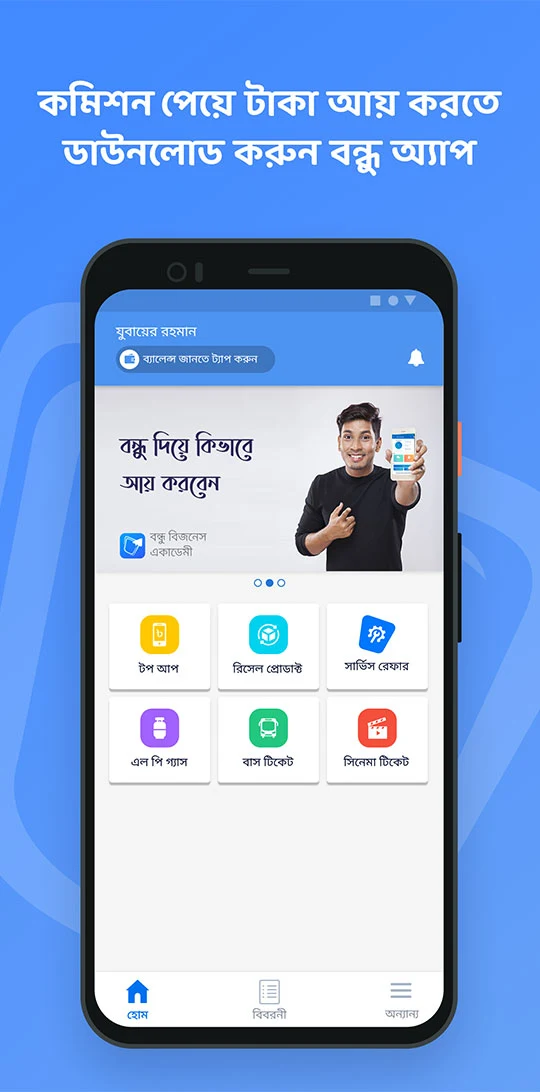 কমিশন পেয়ে টাকা আয় করতে
ডাউনলোড করুন বন্ধু অ্যাপ
যুবায়ের রহমান
ব্যালেন্স জানতে ট্যাপ করুন
বন্ধু দিয়ে কিভাবে
আয় করবেন
বন্ধু বিজনেস
একাডেমী
টপ আপ
রিসেল প্রোডাক্ট
সার্ভিস রেফার
এল পি গ্যাস
বাস টিকেট
সিনেমা টিকেট
হোম
বিবরনী
অন্যান্য